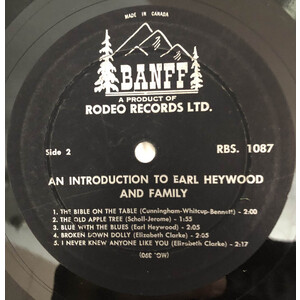 MADE IN CANADA
BANFF
A PRODUCT OF
RODEO RECORDS LTD.
Side 2
RBS. 1087
AN INTRODUCTION TO EARL HEYWOOD
AND FAMILY
1. THE BIBLE ON THE TABLE (Cunningham-Whitcup-Bennett) - 2:00
2. THE OLD APPLE TREE (Scholl-Jerome) - 1:55
3. BLUE WITH THE BLUES (Earl Heywood) - 2:05
4. BROKEN DOWN DOLLY (Elizabeth Clarke) - 2:05
5. I NEVER KNEW ANYONE LIKE YOU (Elizabeth Clarke) - 2:17